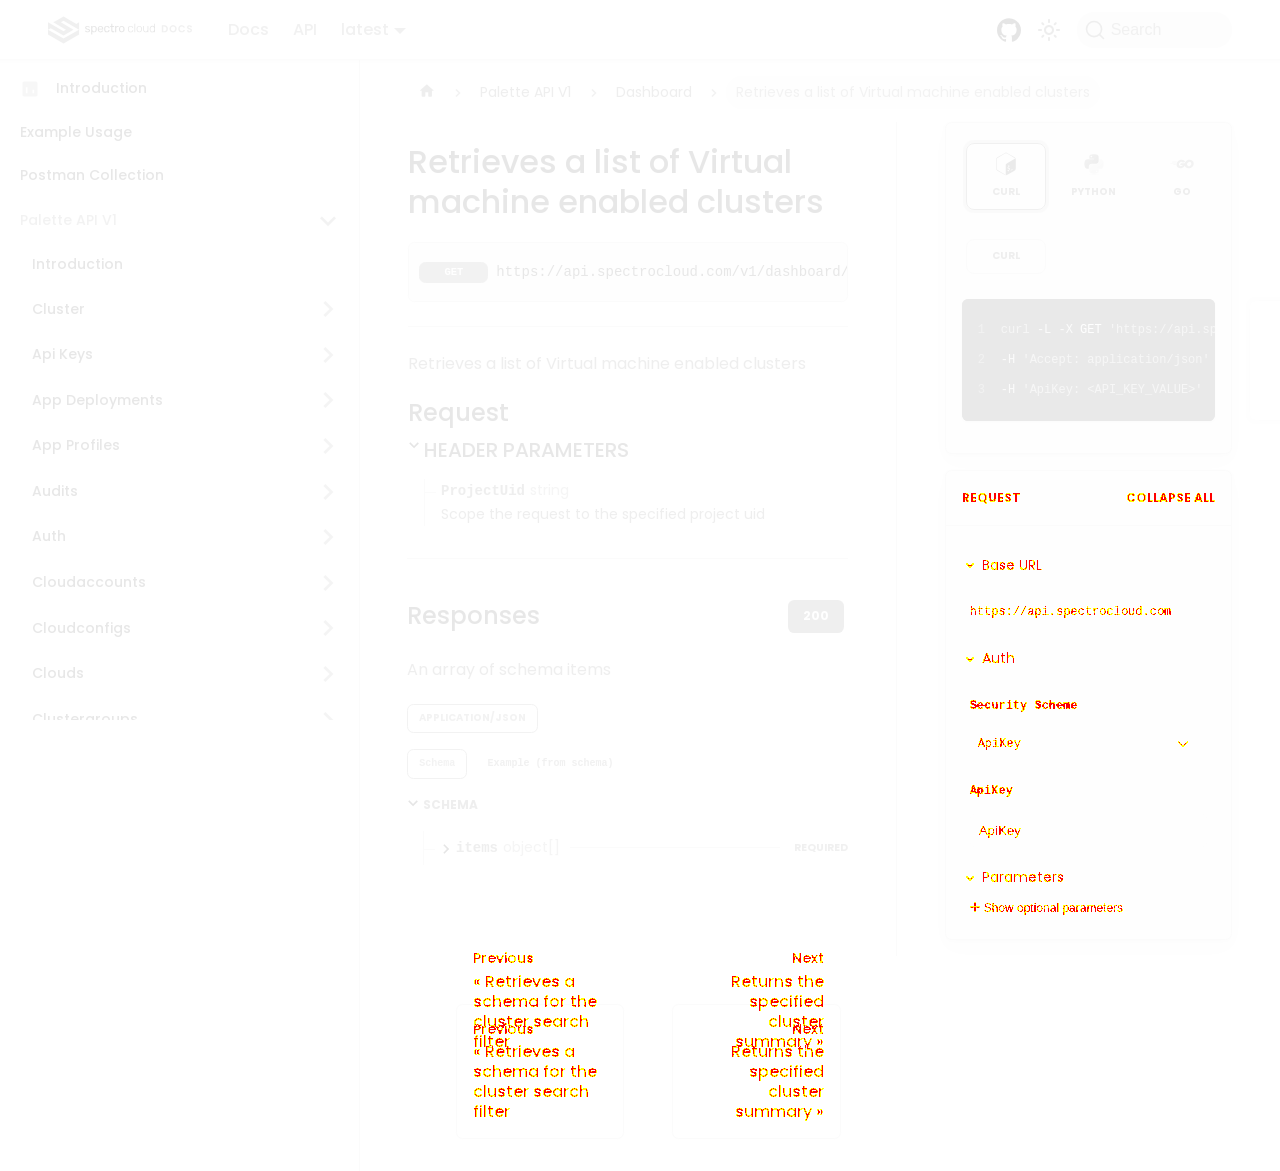 spectro cloud DOCS
Docs
API
latest
Search
Introduction
Example Usage
Postman Collection
Palette API V1
Introduction
Cluster
Api Keys
App Deployments
App Profiles
Audits
Auth
Cloudaccounts
Cloudconfigs
Clouds
Clustergroups
Palette API V1
Dashboard
Retrieves a list of Virtual machine enabled clusters
Retrieves a list of Virtual
machine enabled clusters
GET https://api.spectrocloud.com/v1/dashboard/
Retrieves a list of Virtual machine enabled clusters
Request
HEADER PARAMETERS
ProjectUid string
Scope the request to the specified project uid
Responses
200
An array of schema items
APPLICATION/JSON
Schema
Example (from schema)
SCHEMA
items object[]
REQUIRED
CURL
PYTHON
GO
CURL
1 curl -L -X GET 'https://api.sp
2 -H 'Accept: application/json'
3 -H 'ApiKey: <API_KEY_VALUE>'
REQUEST
COLLAPSE ALL
Base URL
https://api.spectrocloud.com
Auth
Security Scheme
ApiKey
ApiKey
ApiKey
Parameters
Show optional parameters
Previous
« Retrieves a
schema for the
cluster search
filter
Next
Returns the
specified
cluster
summary »
Previous
« Retrieves a
schema for the
cluster search
filter
Next
Returns the
specified
cluster
summary »